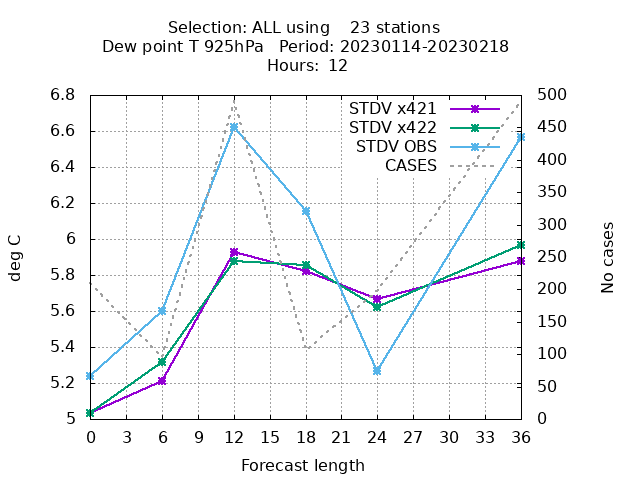 Selection: ALL using    23 stations
Dew point T 925hPa   Period: 20230114-20230218
Hours: 12
STDV x421
STDV x422
STDV OBS
CASES
6.8
6.6
6.4
6.2
6
5.8
5.6
5.4
5.2
5
deg C
500
450
400
350
300
250
200
150
100
50
0
No cases
0 3 6 9 12 15 18 21 24 27 30 33 36
Forecast length